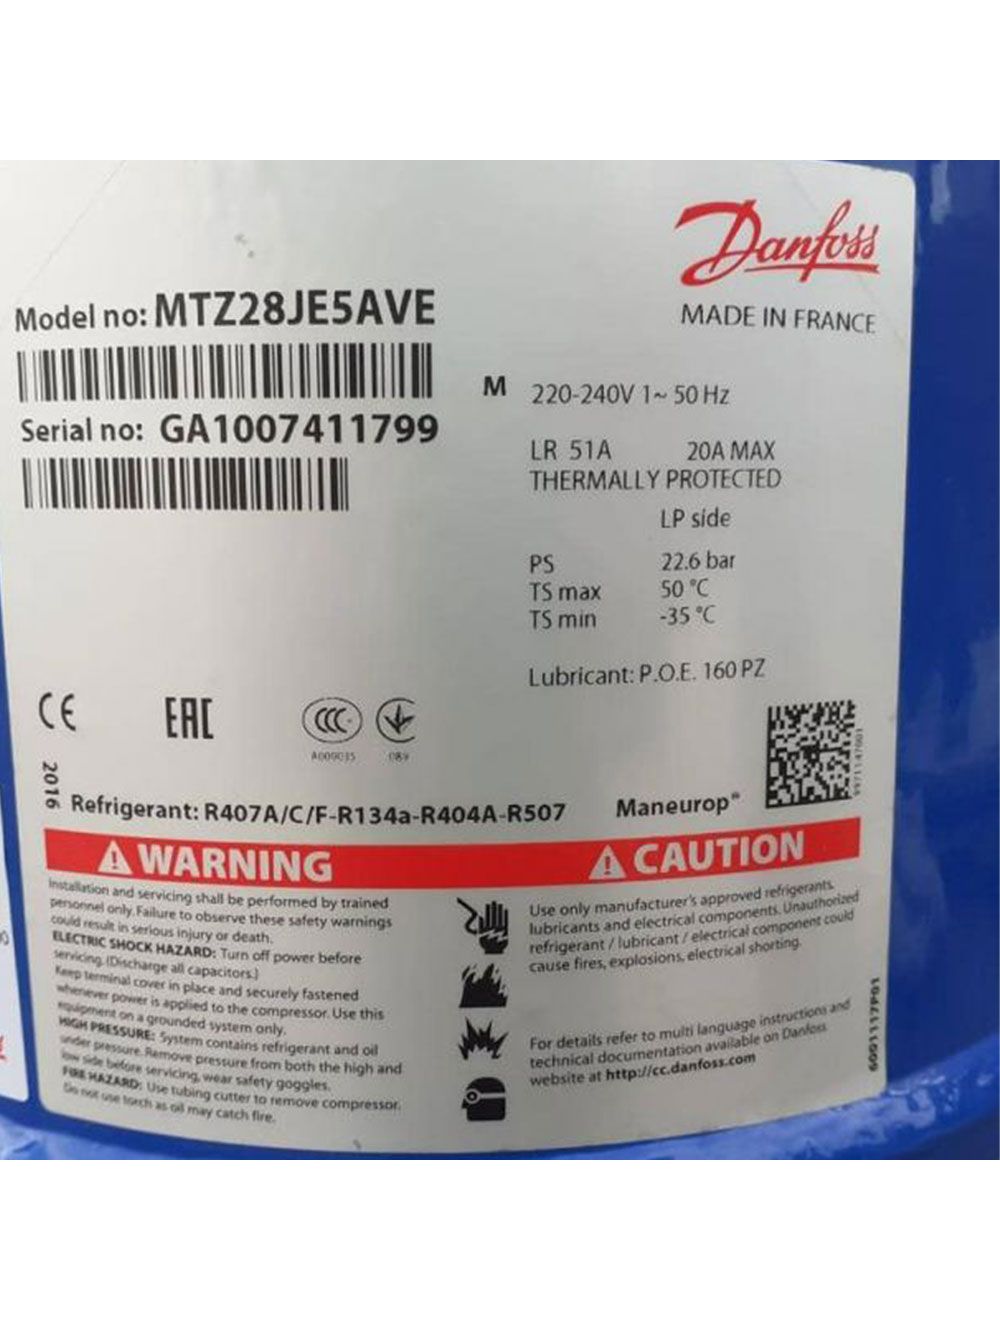 Danfoss
MADE IN FRANCE
Model no: MTZ28JE5AVE
Serial no: GA1007411799
M 220-240V 1~ 50 Hz
LR 51A 20A MAX
THERMALLY PROTECTED
LP side
PS 22.6 bar
TS max 50 °C
TS min -35 °C
Lubricant: P.O.E. 160 PZ
CE EAC CCC
A000035 089
2016
Refrigerant: R407A/C/F-R134a-R404A-R507
Maneurop®
WARNING
Installation and servicing shall be performed by trained
personnel only. Failure to observe these safety warnings
could result in serious injury or death.
ELECTRIC SHOCK HAZARD: Turn off power before
servicing. (Discharge all capacitors.)
Keep terminal cover in place and securely fastened
whenever power is applied to the compressor. Use this
equipment on a grounded system only.
HIGH PRESSURE: System contains refrigerant and oil
under pressure. Remove pressure from both the high and
low side before servicing, wear safety goggles.
FIRE HAZARD: Use tubing cutter to remove compressor.
Do not use torch as oil may catch fire.
CAUTION
Use only manufacturer's approved refrigerants,
lubricants and electrical components. Unauthorized
refrigerant / lubricant / electrical component could
cause fires, explosions, electrical shorting.
For details refer to multi language instructions and
technical documentation available on Danfoss
website at http://cc.danfoss.com
6001117P01